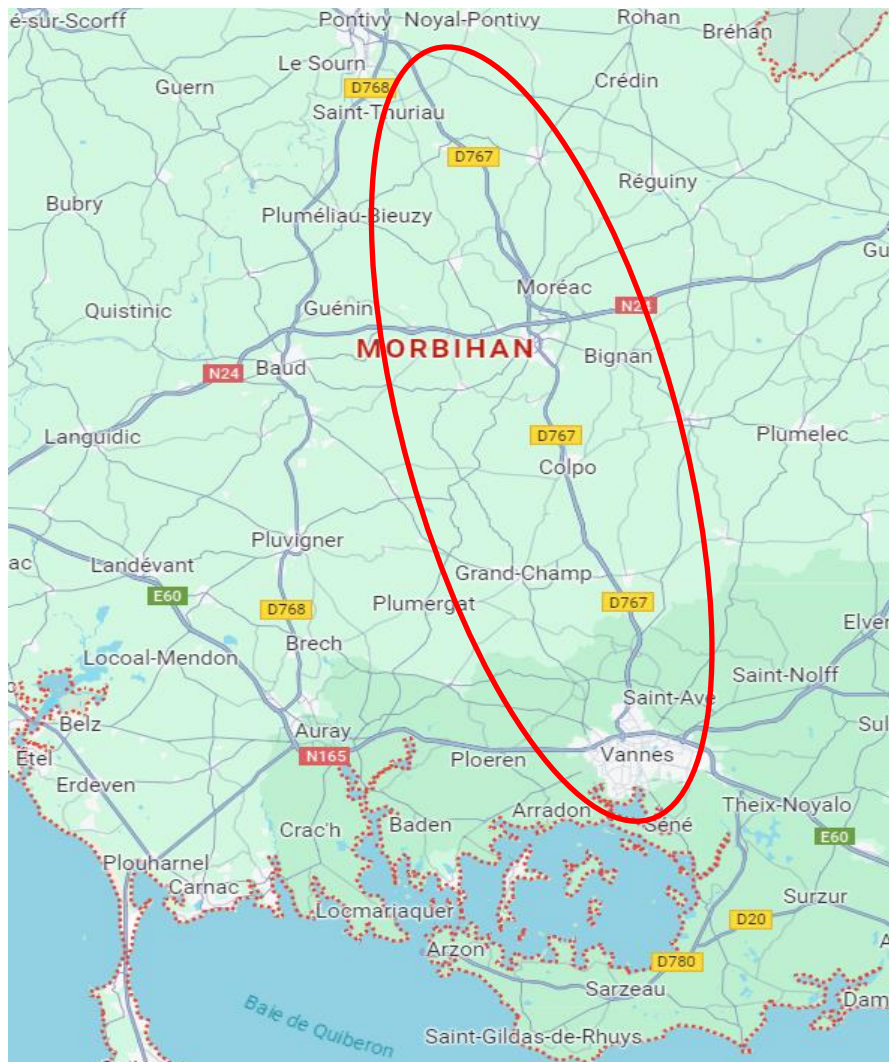 é-sur-Scorff
Pontivy
Noyal-Pontivy
Rohan
Bréhan
Le Sourn
Guern
D768
Crédin
Saint-Thuriau
D767
Réguiny
Bubry
Pluméliau-Bieuzy
Gu
Moréac
Quistinic
Guénin
N24
MORBIHAN
Bignan
Baud
N24
Languidic
D767
Plumelec
Colpo
Pluvigner
ac
Landévant
Grand-Champ
E60
D768
Plumergat
D767
Elver
Brech
Locoal-Mendon
Saint-Nolff
Saint-Avé
Belz
Auray
Sul
Etel
N165
Ploeren
Vannes
Erdeven
Theix-Noyalo
Crac'h
Baden
Arradon
Séné
E60
Plouharnel
Carnac
Surzur
Locmariaquer
D20
A
Arzon
D780
Sarzeau
Dam
Baie de Quiberon
Saint-Gildas-de-Rhuys